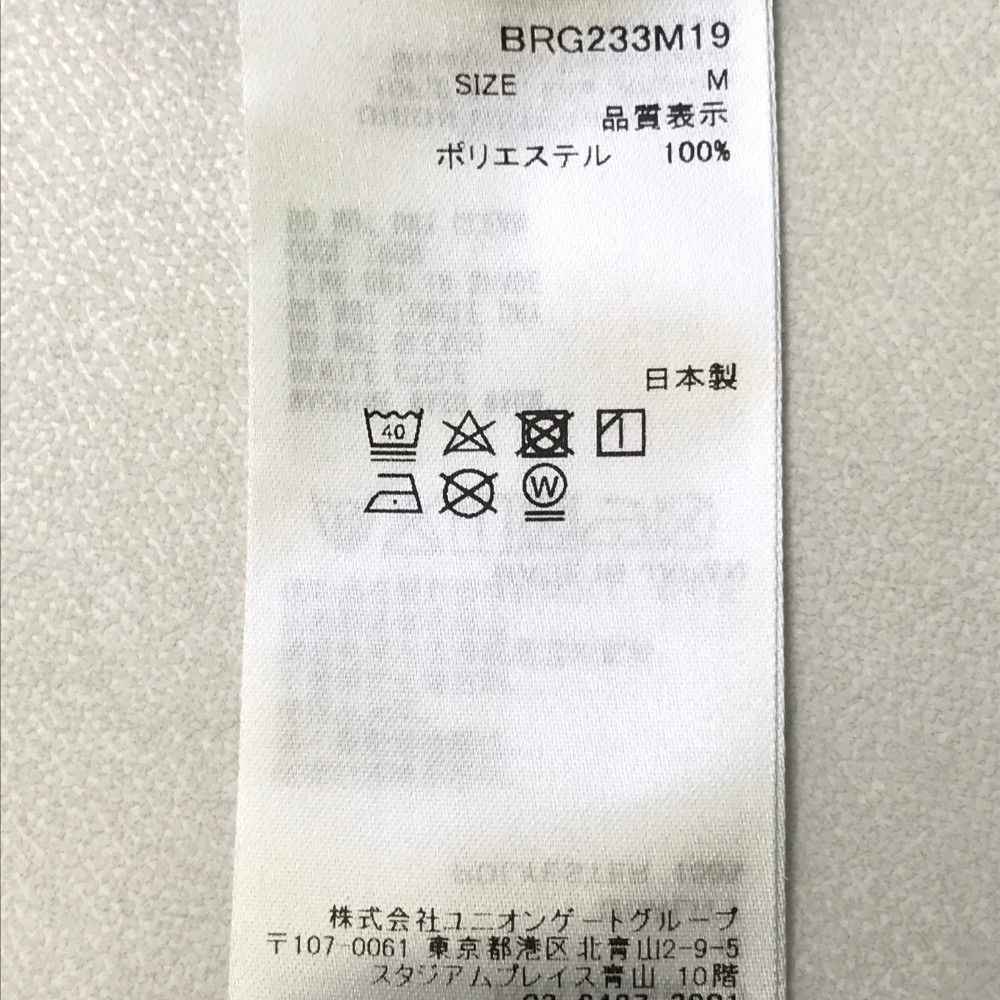 BRG233M19
SIZE M
品質表示
ポリエステル 100%
日本製
40
W
株式会社ユニオンゲートグループ
〒107-0061 東京都港区北青山2-9-5
スタジアムプレイス青山 10階